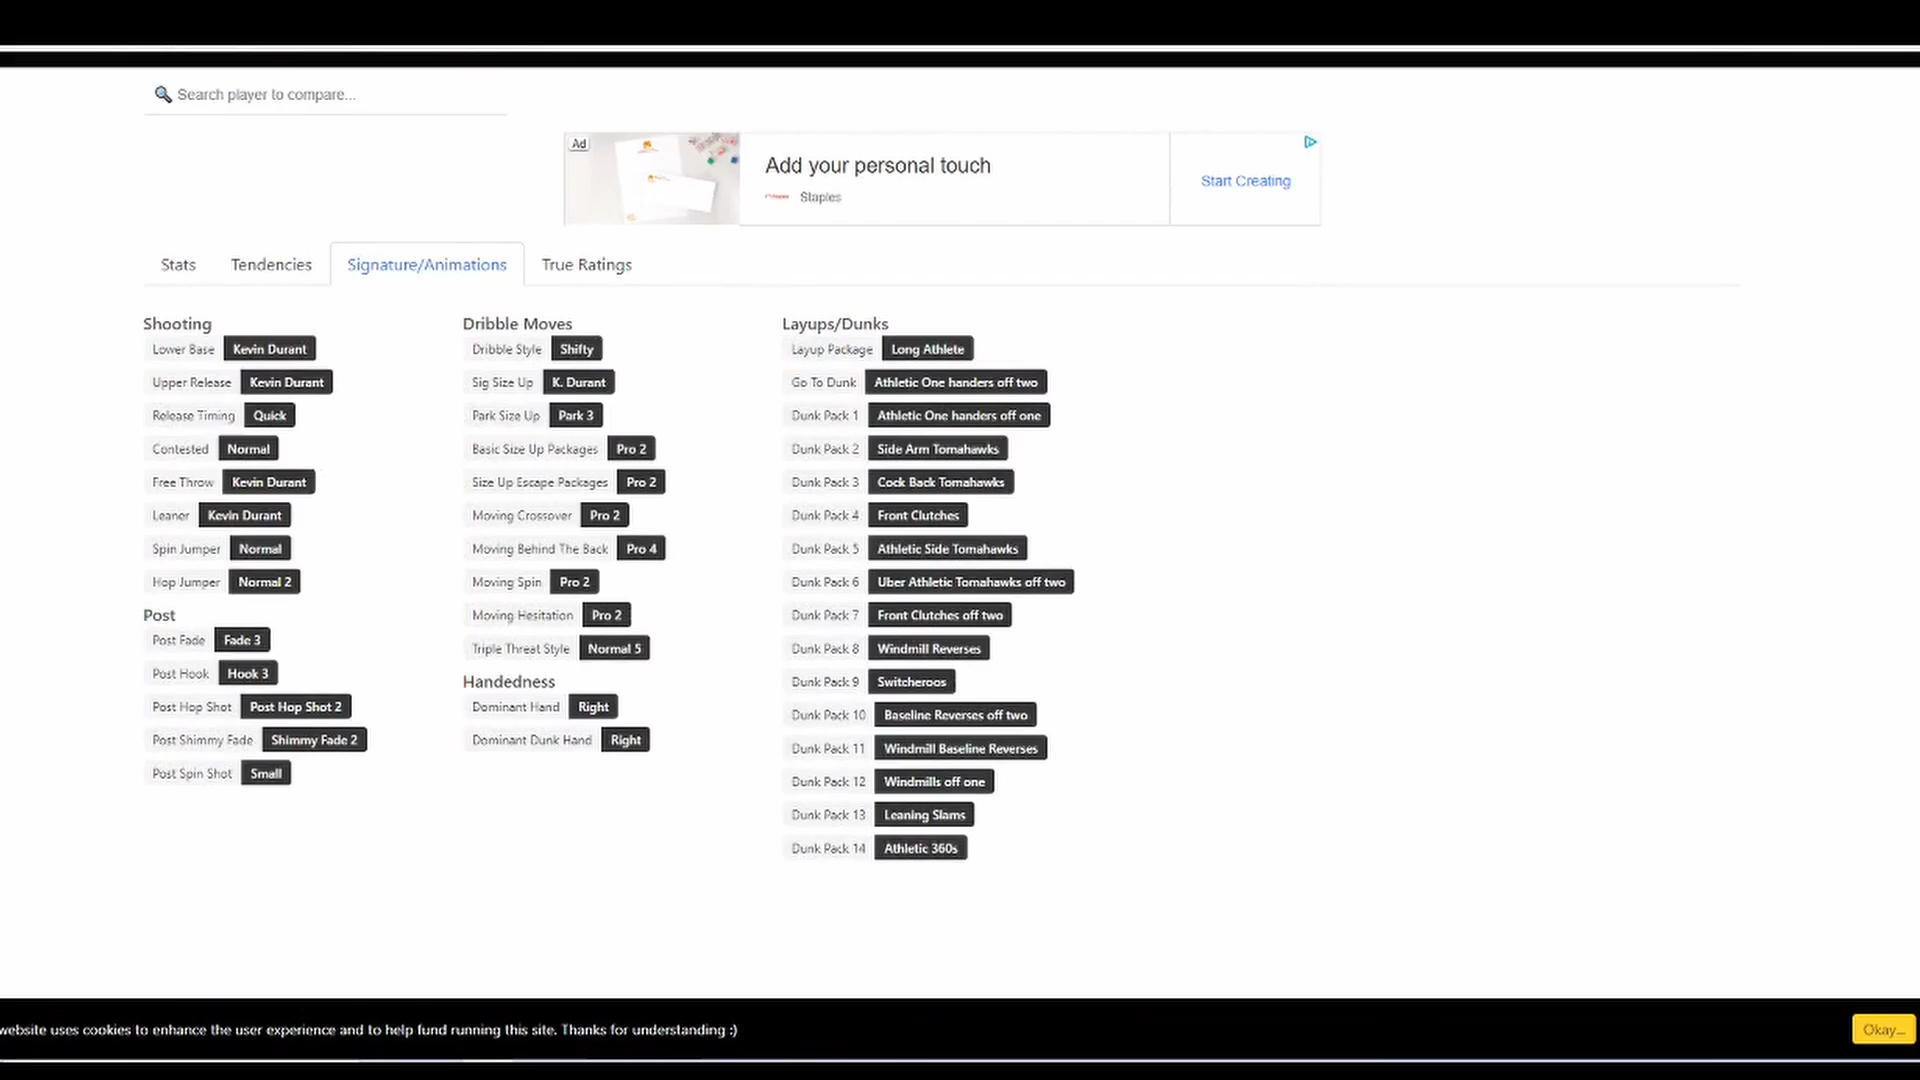 Search player to compare...
Ad
Add your personal touch
Staples
Start Creating
Stats
Tendencies
Signature/Animations
True Ratings
Shooting
Lower Base Kevin Durant
Upper Release Kevin Durant
Release Timing Quick
Contested Normal
Free Throw Kevin Durant
Leaner Kevin Durant
Spin Jumper Normal
Hop Jumper Normal 2
Post
Post Fade Fade 3
Post Hook Hook 3
Post Hop Shot Post Hop Shot 2
Post Shimmy Fade Shimmy Fade 2
Post Spin Shot Small
Dribble Moves
Dribble Style Shifty
Sig Size Up K. Durant
Park Size Up Park 3
Basic Size Up Packages Pro 2
Size Up Escape Packages Pro 2
Moving Crossover Pro 2
Moving Behind The Back Pro 4
Moving Spin Pro 2
Moving Hesitation Pro 2
Triple Threat Style Normal 5
Handedness
Dominant Hand Right
Dominant Dunk Hand Right
Layups/Dunks
Layup Package Long Athlete
Go To Dunk Athletic One handers off two
Dunk Pack 1 Athletic One handers off one
Dunk Pack 2 Side Arm Tomahawks
Dunk Pack 3 Cock Back Tomahawks
Dunk Pack 4 Front Clutches
Dunk Pack 5 Athletic Side Tomahawks
Dunk Pack 6 Uber Athletic Tomahawks off two
Dunk Pack 7 Front Clutches off two
Dunk Pack 8 Windmill Reverses
Dunk Pack 9 Switcheroos
Dunk Pack 10 Baseline Reverses off two
Dunk Pack 11 Windmill Baseline Reverses
Dunk Pack 12 Windmills off one
Dunk Pack 13 Leaning Slams
Dunk Pack 14 Athletic 360s
website uses cookies to enhance the user experience and to help fund running this site. Thanks for understanding :)
Okay...